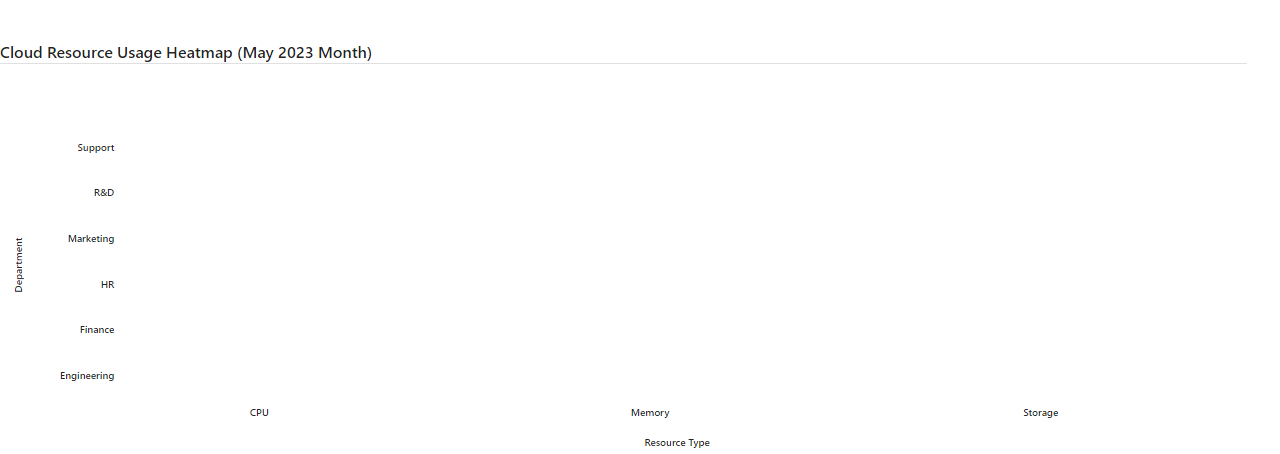 Cloud Resource Usage Heatmap (May 2023 Month)
Support
R&D
Marketing
Department
HR
Finance
Engineering
CPU
Memory
Storage
Resource Type